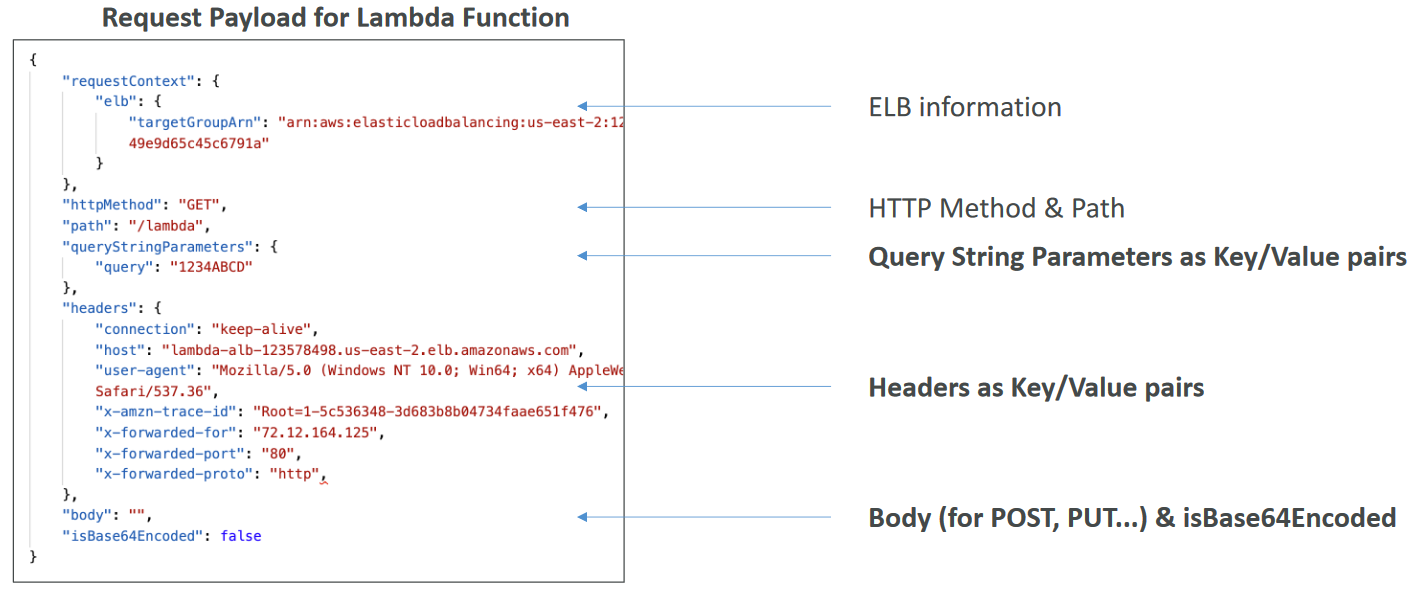 Request Payload for Lambda Function
{
"requestContext": {
"elb": {
"targetGroupArn": "arn:aws:elasticloadbalancing:us-east-2:12
49e9d65c45c6791a"
}
},
"httpMethod": "GET",
"path": "/lambda",
"queryStringParameters": {
"query": "1234ABCD"
},
"headers": {
"connection": "keep-alive",
"host": "lambda-alb-123578498.us-east-2.elb.amazonaws.com",
"user-agent": "Mozilla/5.0 (Windows NT 10.0; Win64; x64) AppleWe
Safari/537.36",
"x-amzn-trace-id": "Root=1-5c536348-3d683b8b04734faae651f476",
"x-forwarded-for": "72.12.164.125",
"x-forwarded-port": "80",
"x-forwarded-proto": "http",
},
"body": "",
"isBase64Encoded": false
}
ELB information
HTTP Method & Path
Query String Parameters as Key/Value pairs
Headers as Key/Value pairs
Body (for POST, PUT...) & isBase64Encoded